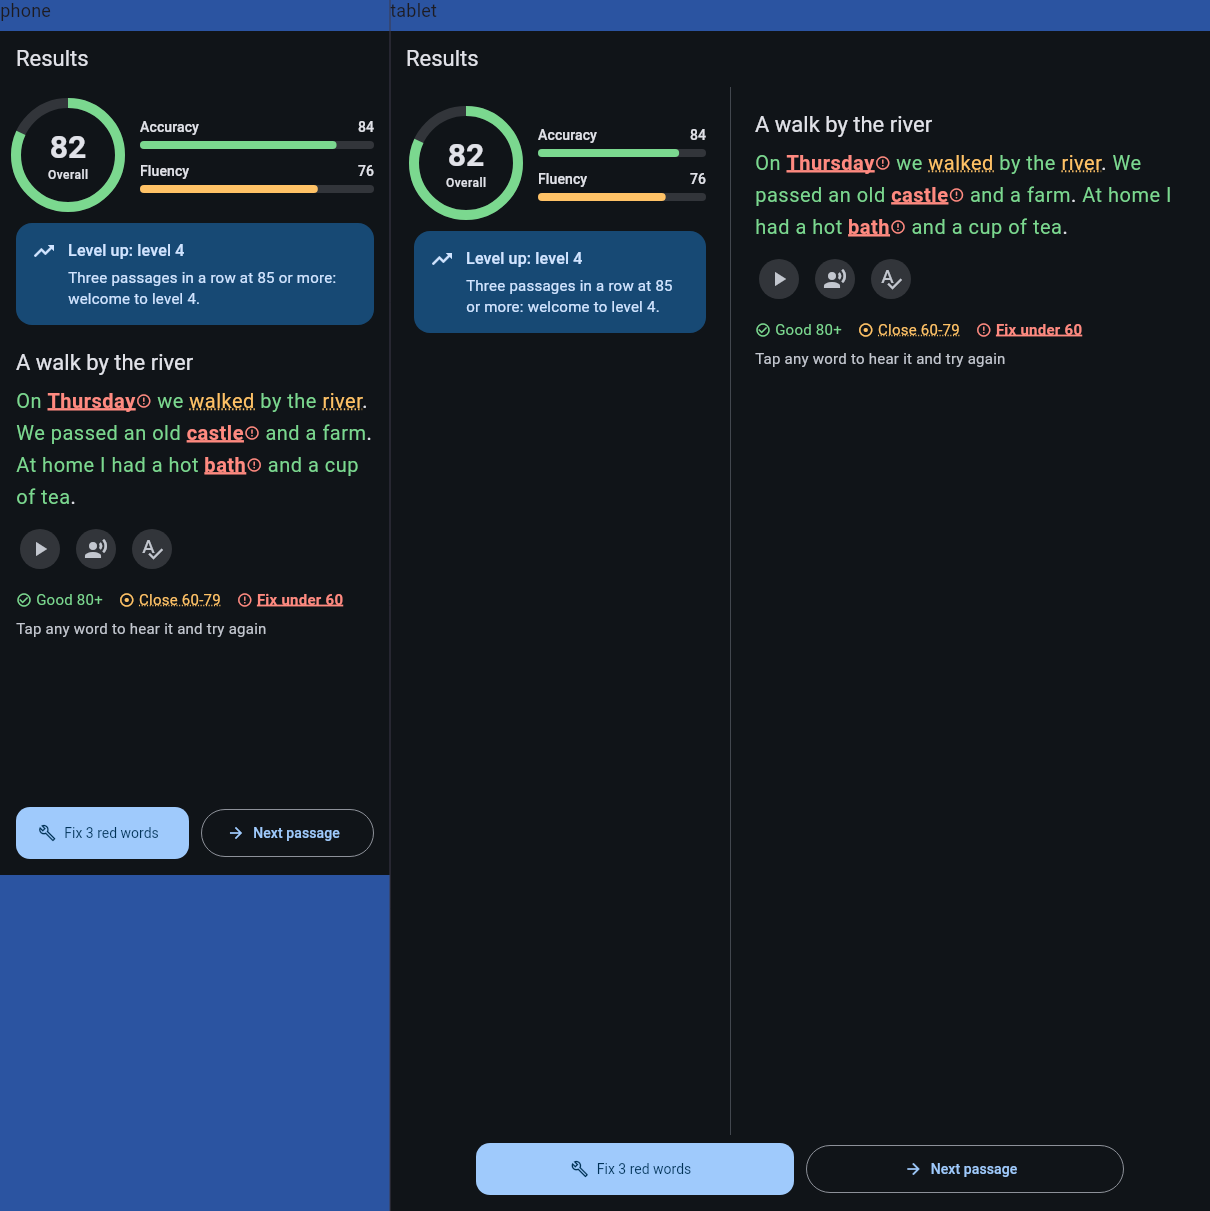 phone
Results
82
Overall
Accuracy 84
Fluency 76
Level up: level 4
Three passages in a row at 85 or more:
welcome to level 4.
A walk by the river
On Thursday we walked by the river.
We passed an old castle and a farm.
At home I had a hot bath and a cup
of tea.
Good 80+ Close 60-79 Fix under 60
Tap any word to hear it and try again
Fix 3 red words Next passage
tablet
Results
82
Overall
Accuracy 84
Fluency 76
Level up: level 4
Three passages in a row at 85
or more: welcome to level 4.
A walk by the river
On Thursday we walked by the river. We
passed an old castle and a farm. At home I
had a hot bath and a cup of tea.
Good 80+ Close 60-79 Fix under 60
Tap any word to hear it and try again
Fix 3 red words Next passage